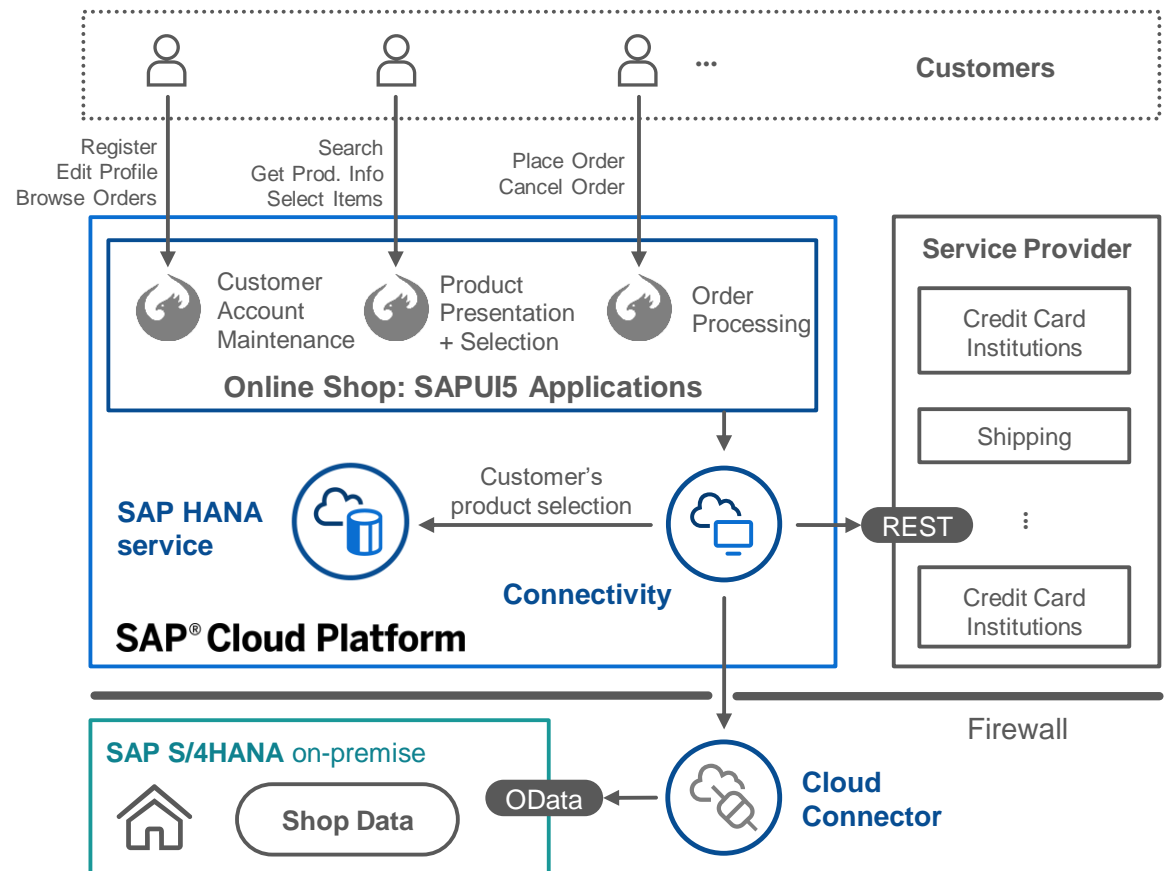 ...
Customers
Register
Edit Profile
Browse Orders
Search
Get Prod. Info
Select Items
Place Order
Cancel Order
Customer
Account
Maintenance
Product
Presentation
+ Selection
Order
Processing
Online Shop: SAPUI5 Applications
Service Provider
Credit Card
Institutions
Shipping
...
Credit Card
Institutions
SAP HANA
service
Customer’s
product selection
Connectivity
REST
SAP® Cloud Platform
Firewall
SAP S/4HANA on-premise
Shop Data
OData
Cloud
Connector